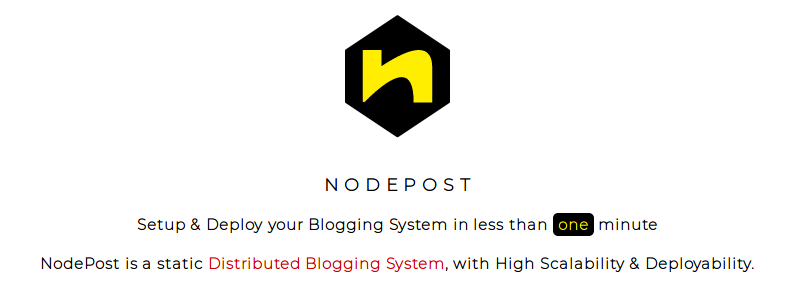 n
NODEPOST
Setup & Deploy your Blogging System in less than one minute
NodePost is a static Distributed Blogging System, with High Scalability & Deployability.